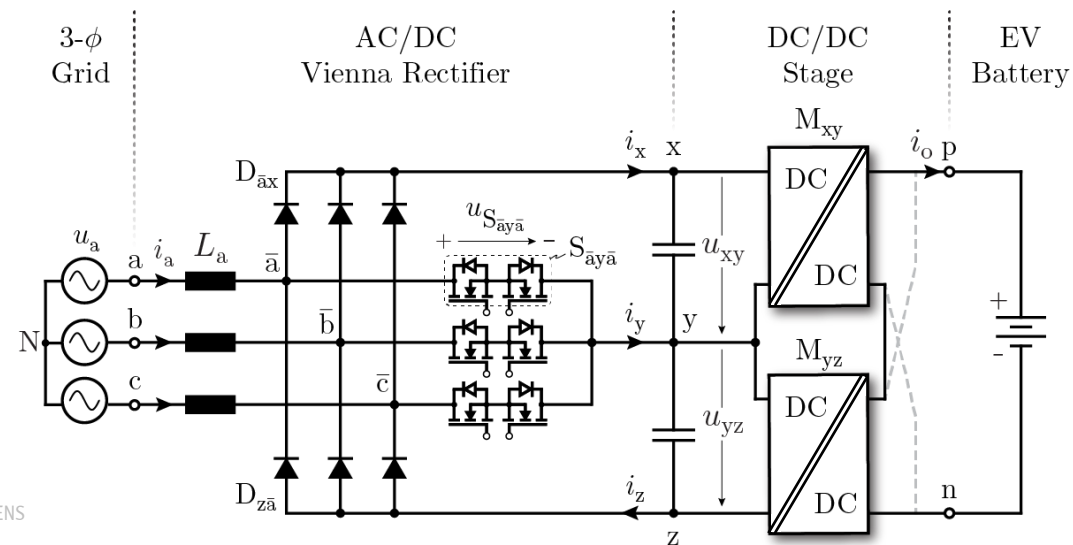 3-ϕ
Grid
AC/DC
Vienna Rectifier
DC/DC
Stage
EV
Battery
M_xy
D_āx
i_x
x
i_o
p
DC
DC
u_S_āyā
+
-
S_āyā
u_a
a
i_a
L_a
ā
u_xy
N
b
b̄
i_y
y
M_yz
+
-
c
c̄
DC
DC
u_yz
D_zā
i_z
z
n
ENS